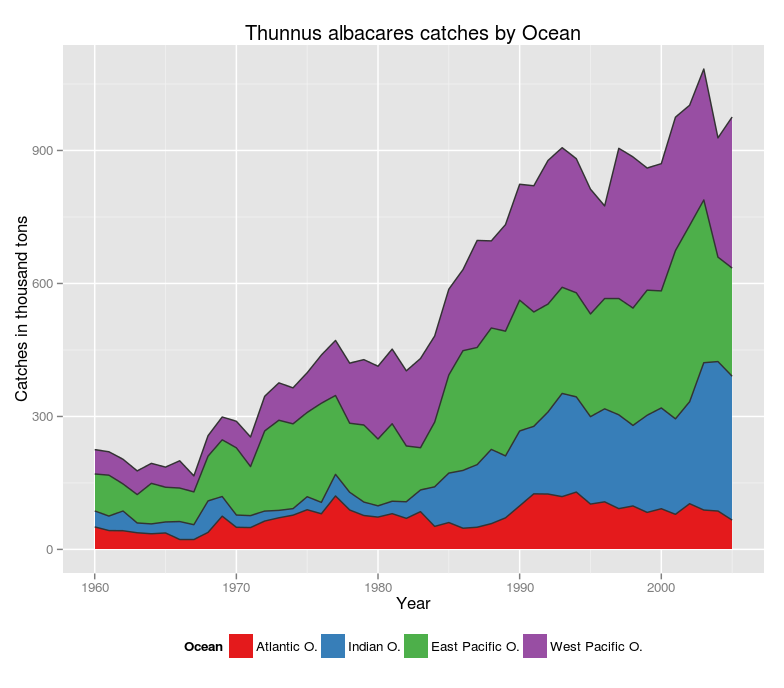 Thunnus albacares catches by Ocean
Catches in thousand tons
900
600
300
0
1960 1970 1980 1990 2000
Year
Ocean Atlantic O. Indian O. East Pacific O. West Pacific O.